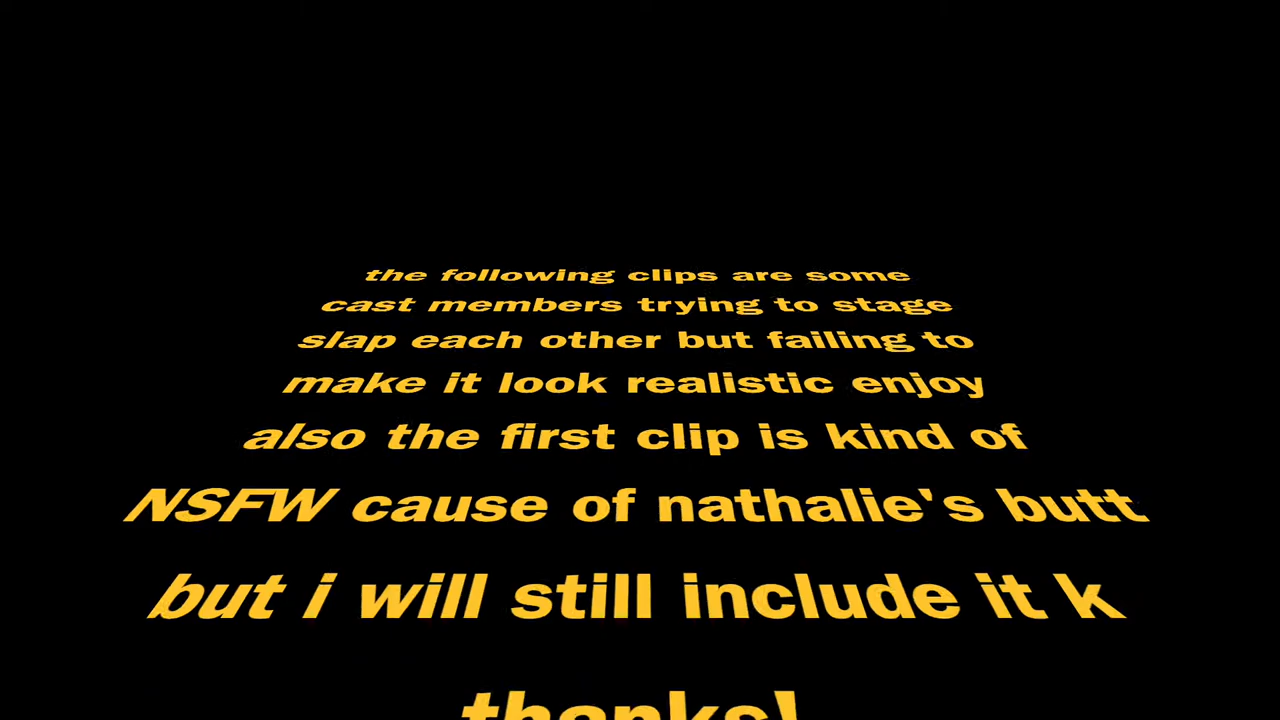 the following clips are some
cast members trying to stage
slap each other but failing to
make it look realistic enjoy
also the first clip is kind of
NSFW cause of nathalie's butt
but i will still include it k
thanks!